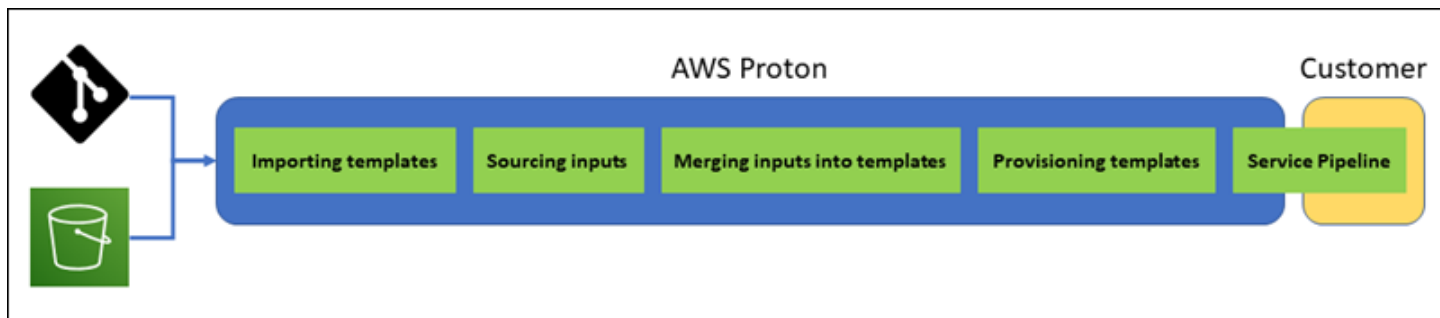 AWS Proton
Customer
Importing templates
Sourcing inputs
Merging inputs into templates
Provisioning templates
Service Pipeline